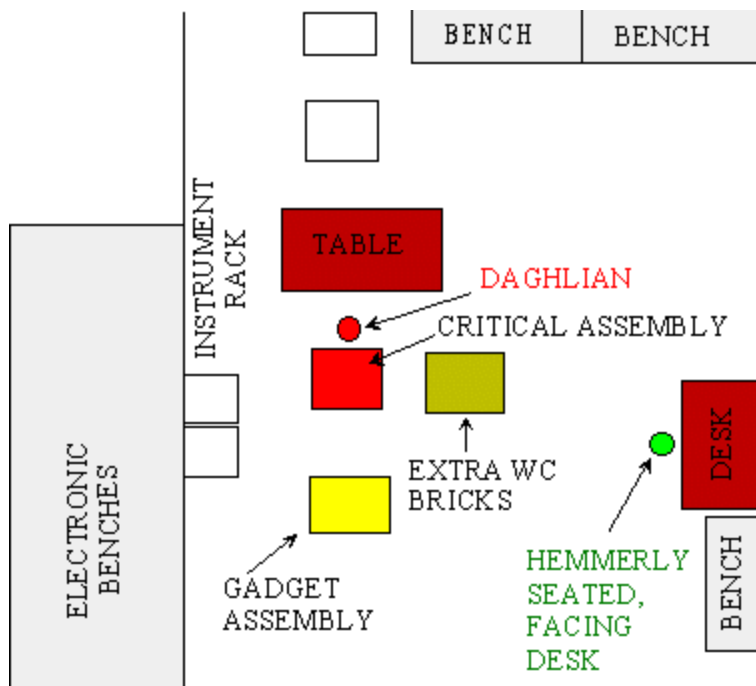 BENCH
BENCH
INSTRUMENT
RACK
TABLE
DAGHLIAN
CRITICAL ASSEMBLY
EXTRA WC
BRICKS
DESK
ELECTRONIC
BENCHES
GADGET
ASSEMBLY
HEMMERLY
SEATED,
FACING
DESK
BENCH